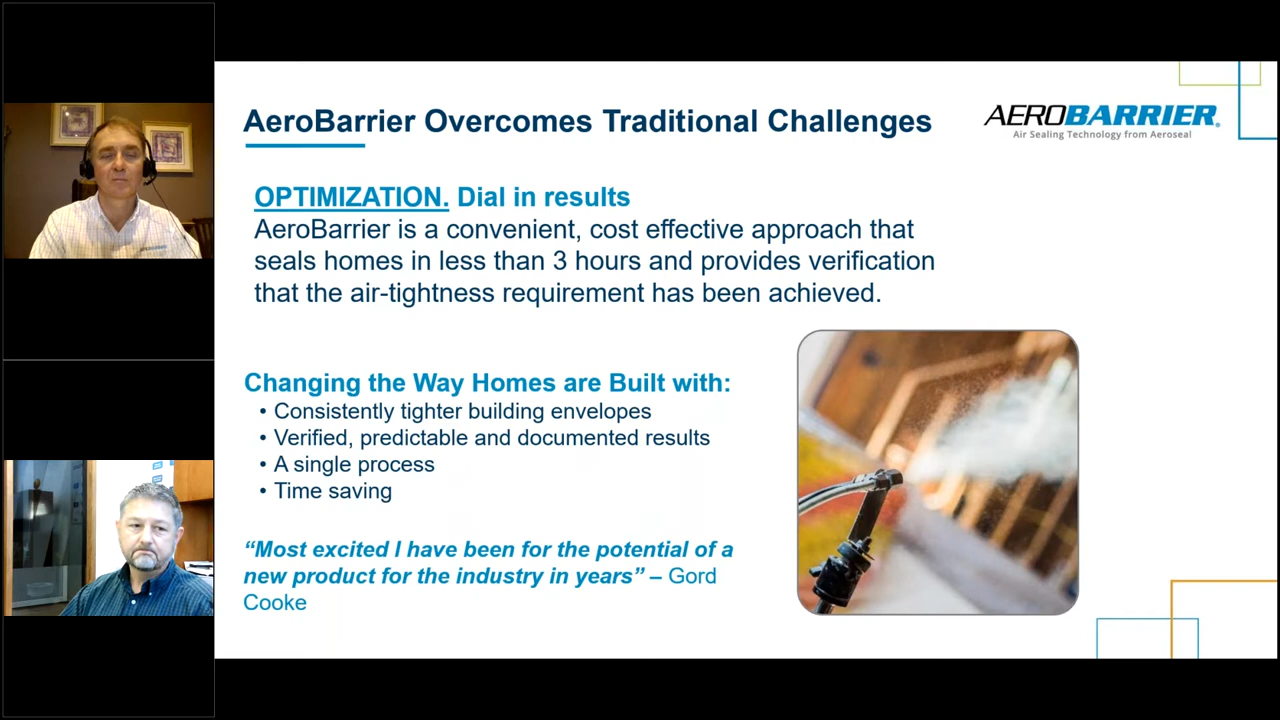 AeroBarrier Overcomes Traditional Challenges
AEROBARRIER®
Air Sealing Technology from Aeroseal
OPTIMIZATION. Dial in results
AeroBarrier is a convenient, cost effective approach that
seals homes in less than 3 hours and provides verification
that the air-tightness requirement has been achieved.
Changing the Way Homes are Built with:
• Consistently tighter building envelopes
• Verified, predictable and documented results
• A single process
• Time saving
“Most excited I have been for the potential of a
new product for the industry in years” – Gord
Cooke